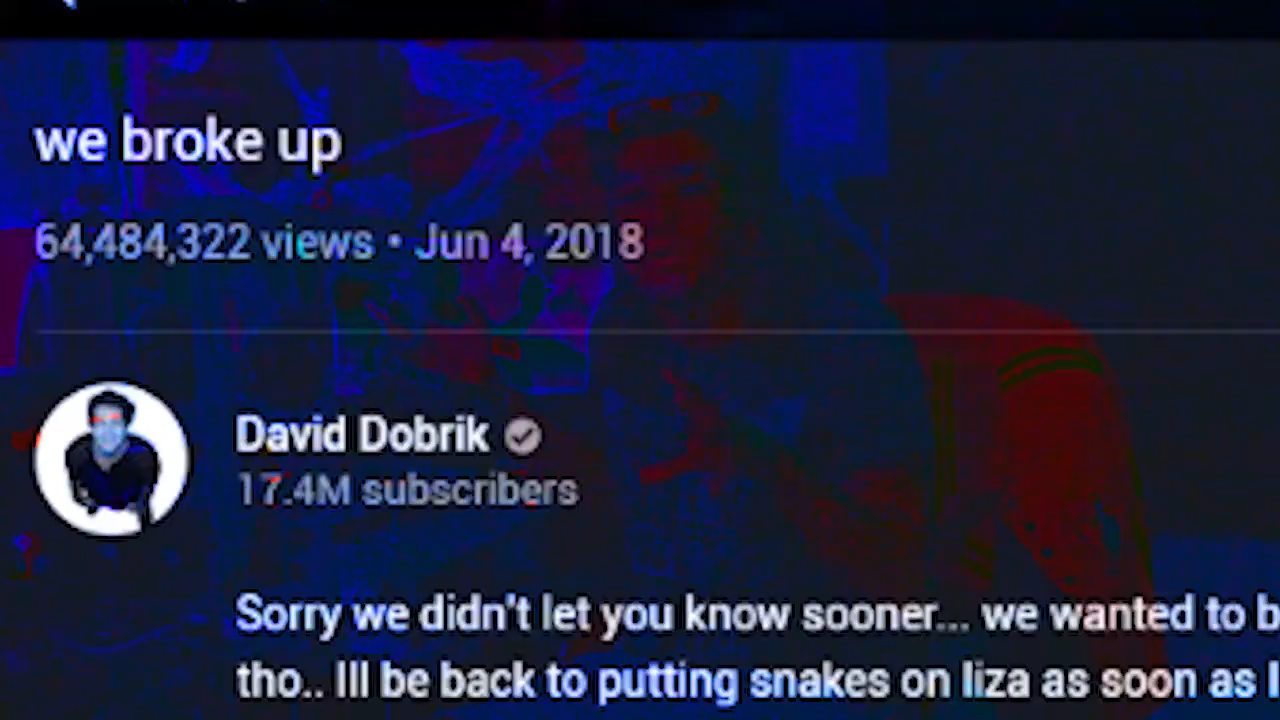 we broke up
64,484,322 views • Jun 4, 2018
David Dobrik
17.4M subscribers
Sorry we didn't let you know sooner... we wanted to b
tho.. Ill be back to putting snakes on liza as soon as I